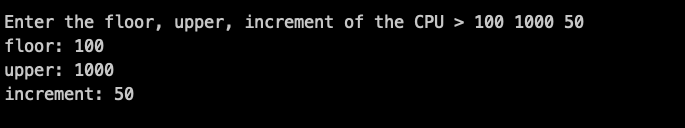 Enter the floor, upper, increment of the CPU > 100 1000 50
floor: 100
upper: 1000
increment: 50